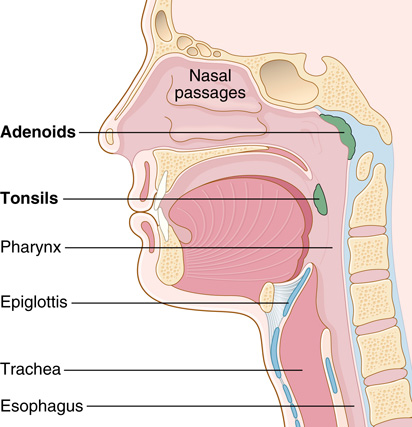 Nasal
passages
Adenoids
Tonsils
Pharynx
Epiglottis
Trachea
Esophagus